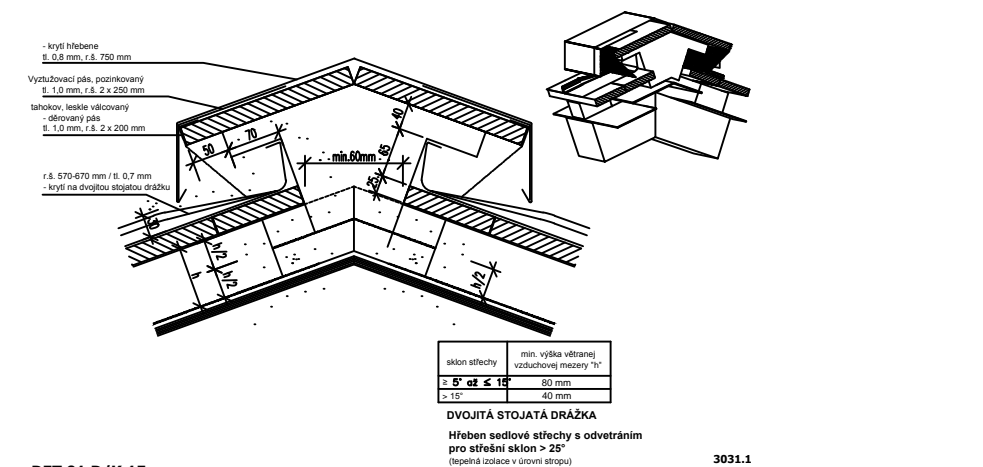 - krytí hřebene
tl. 0,8 mm, r.š. 750 mm
Vyztužovací pás, pozinkovaný
tl. 1,0 mm, r.š. 2 x 250 mm
tahokov, leskle válcovaný
- děrovaný pás
tl. 1,0 mm, r.š. 2 x 200 mm
r.š. 570-670 mm / tl. 0,7 mm
- krytí na dvojitou stojatou drážku
50
70
min.60mm
40
65
25
30
h
h/2
h/2
h/2
sklon střechy
min. výška větranej
vzduchovej mezery "h"
≥ 5° až ≤ 15°
80 mm
> 15°
40 mm
DVOJITÁ STOJATÁ DRÁŽKA
Hřeben sedlové střechy s odvetráním
pro střešní sklon > 25°
(tepelná izolace v úrovni stropu)
3031.1